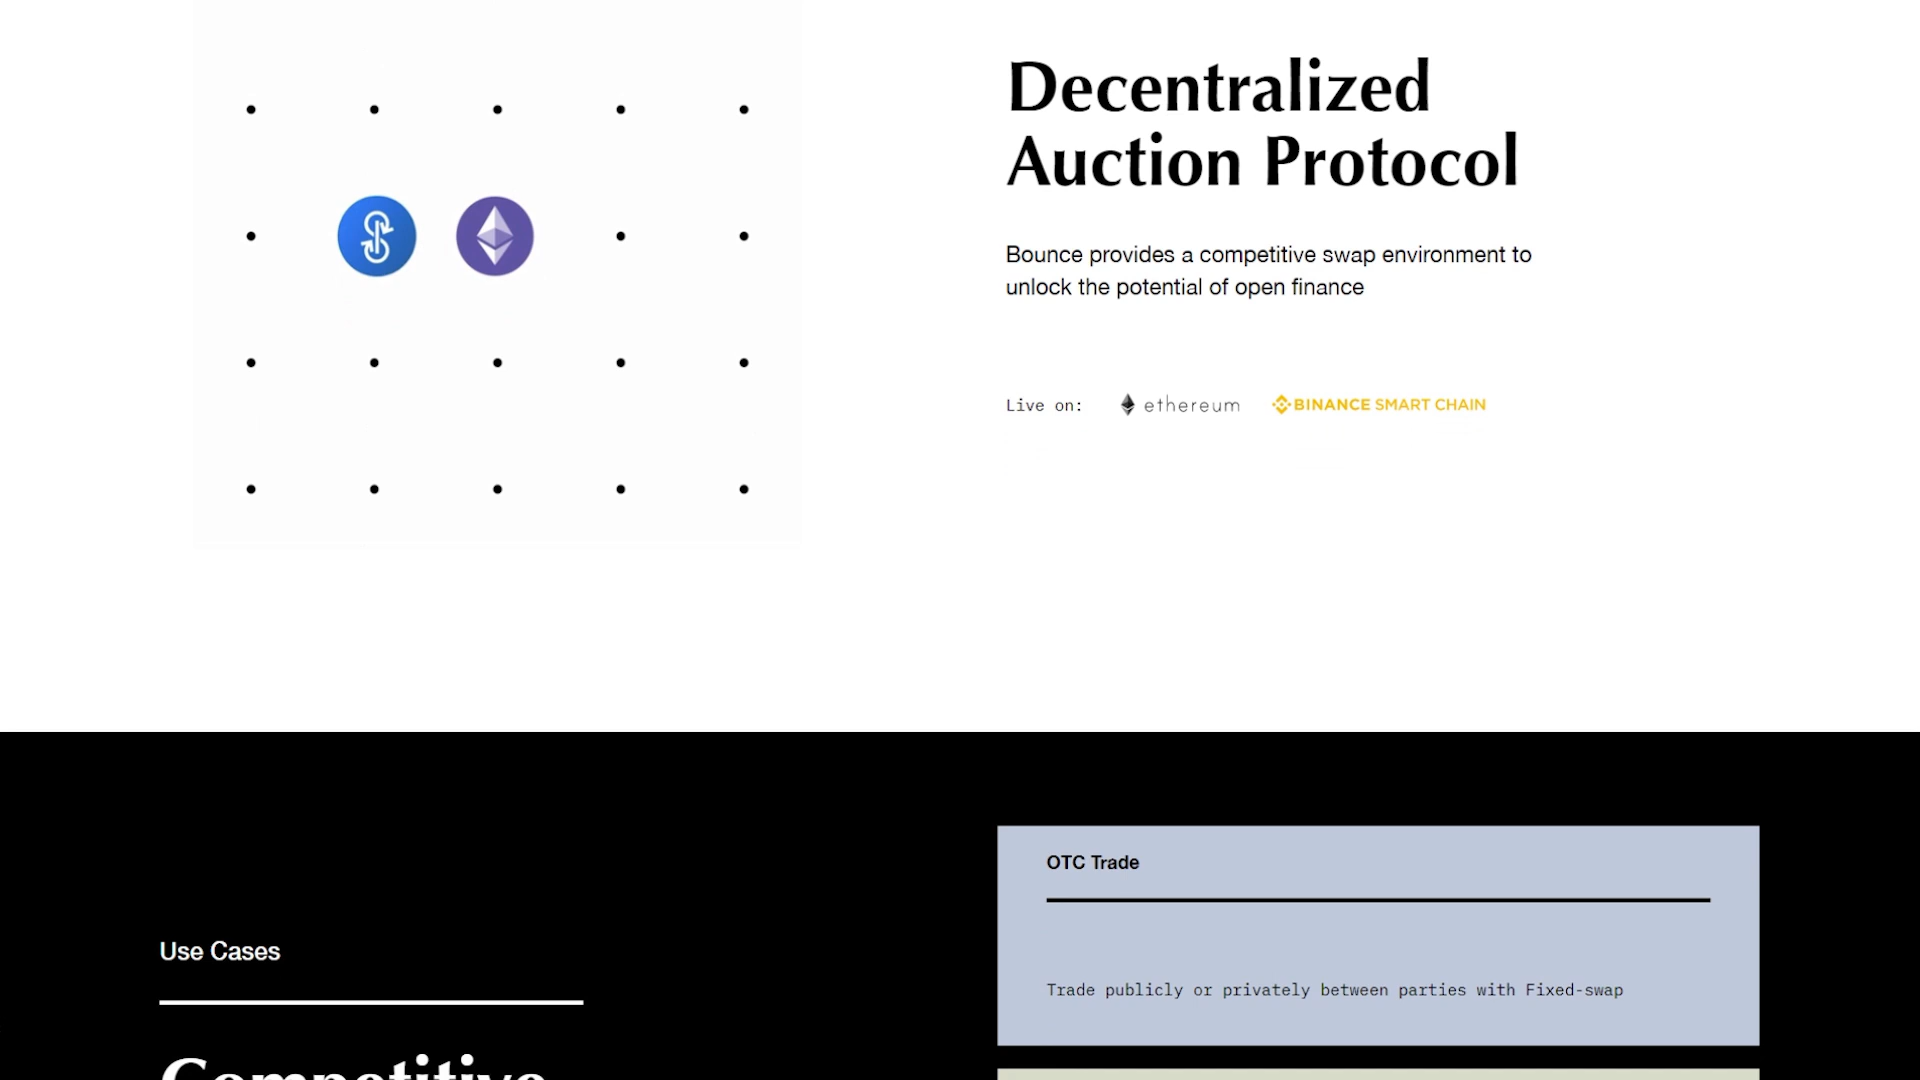 Decentralized
Auction Protocol
Bounce provides a competitive swap environment to
unlock the potential of open finance
Live on: ethereum BINANCE SMART CHAIN
OTC Trade
Use Cases
Trade publicly or privately between parties with Fixed-swap
Competitive